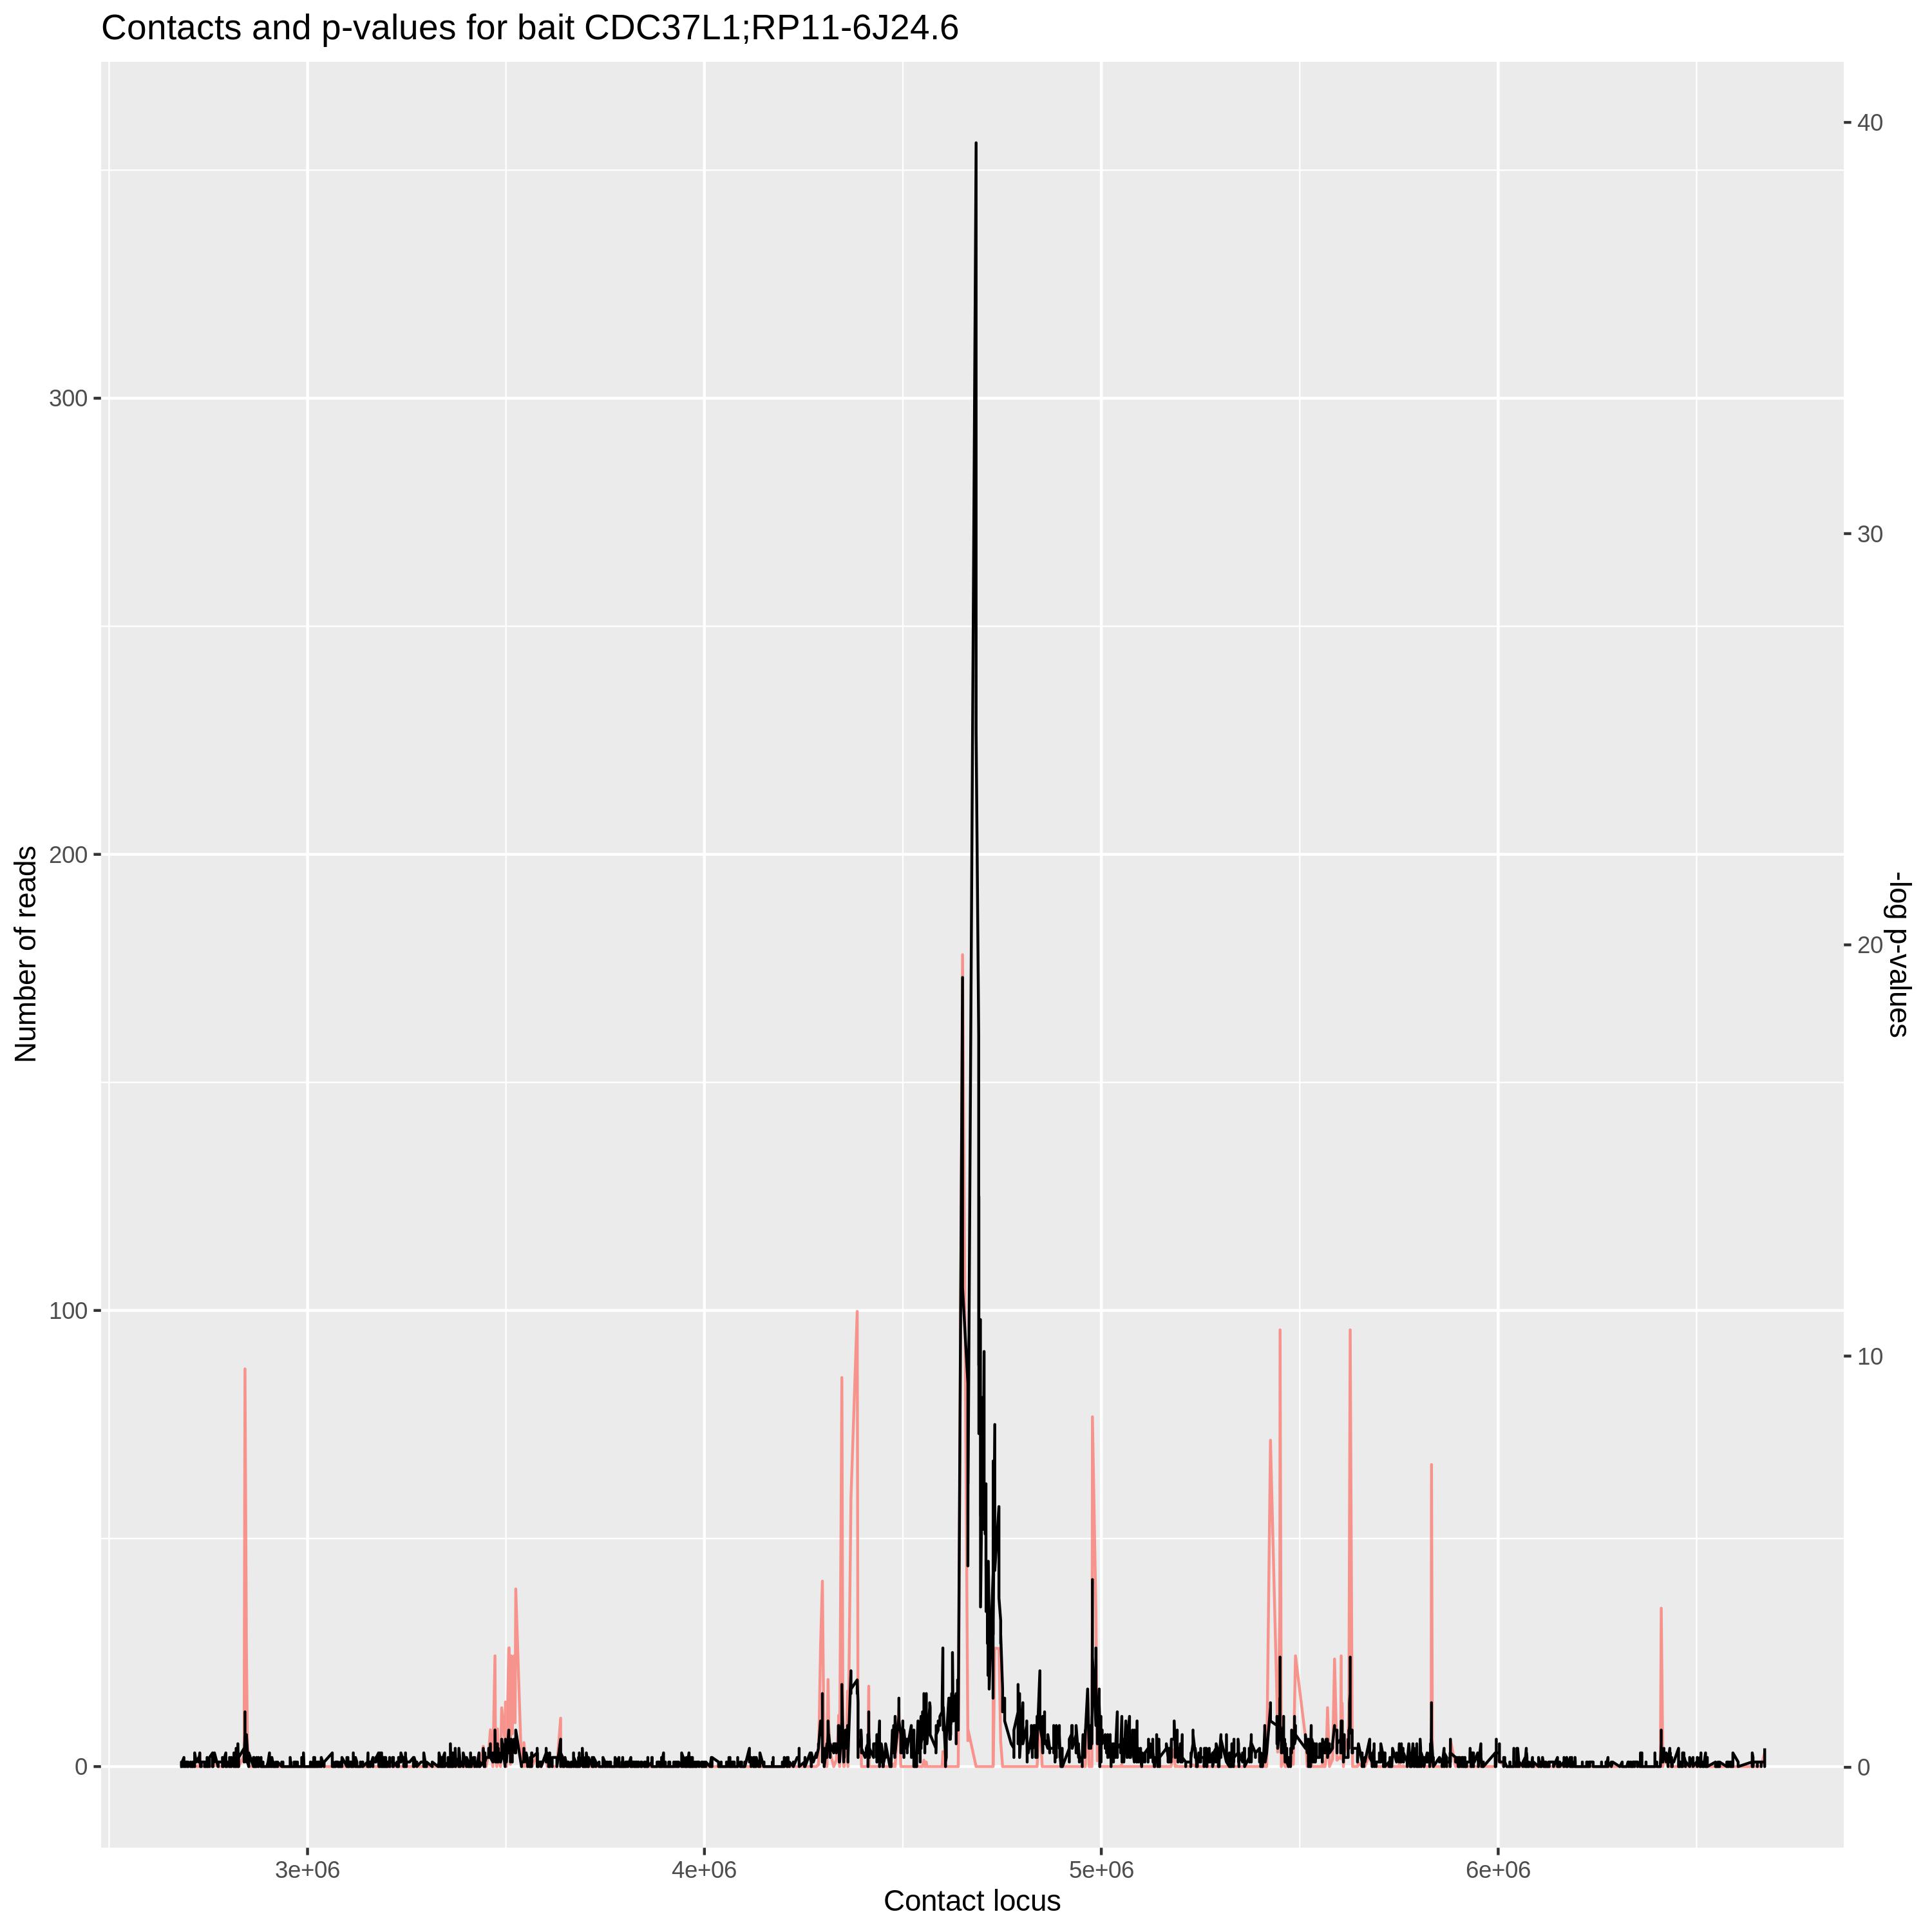 Contacts and p-values for bait CDC37L1;RP11-6J24.6
40
30
20
10
0
300
200
100
0
Number of reads
-log p-values
3e+06
4e+06
5e+06
6e+06
Contact locus